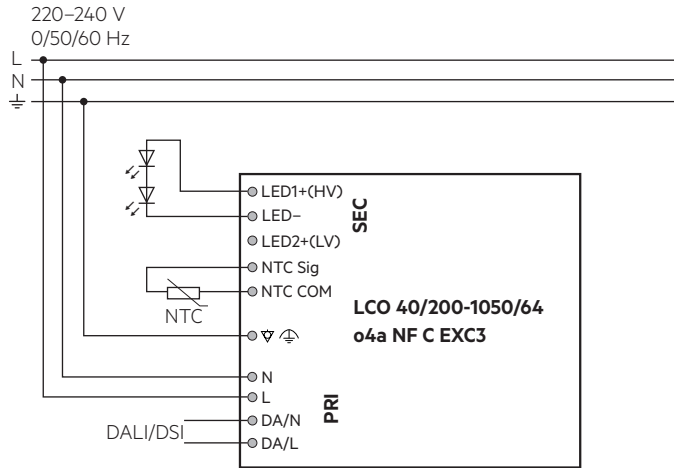 220–240 V
0/50/60 Hz
L
N
LED1+(HV)
LED–
LED2+(LV)
NTC Sig
NTC COM
NTC
SEC
LCO 40/200-1050/64
o4a NF C EXC3
N
L
PRI
DA/N
DALI/DSI
DA/L